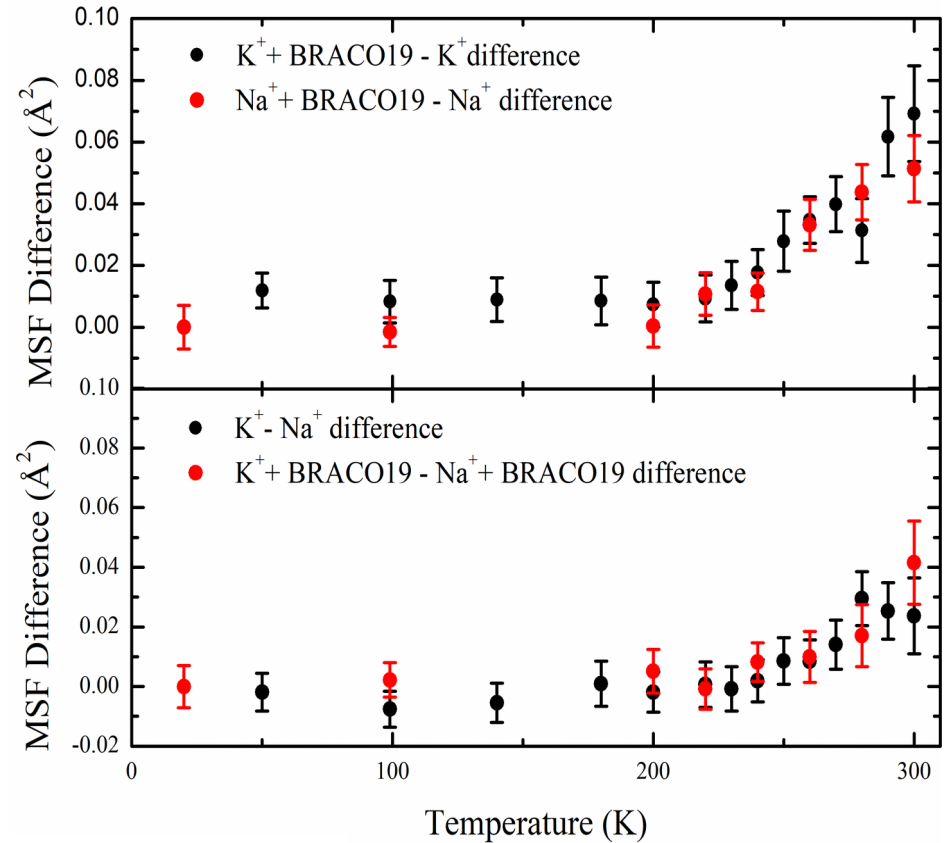 0.10
K⁺+ BRACO19 - K⁺difference
0.08
Na⁺+ BRACO19 - Na⁺ difference
0.06
0.04
0.02
0.00
MSF Difference (Å²)
0.10
K⁺- Na⁺ difference
0.08
K⁺+ BRACO19 - Na⁺+ BRACO19 difference
0.06
0.04
0.02
0.00
-0.02
MSF Difference (Å²)
0 100 200 300
Temperature (K)